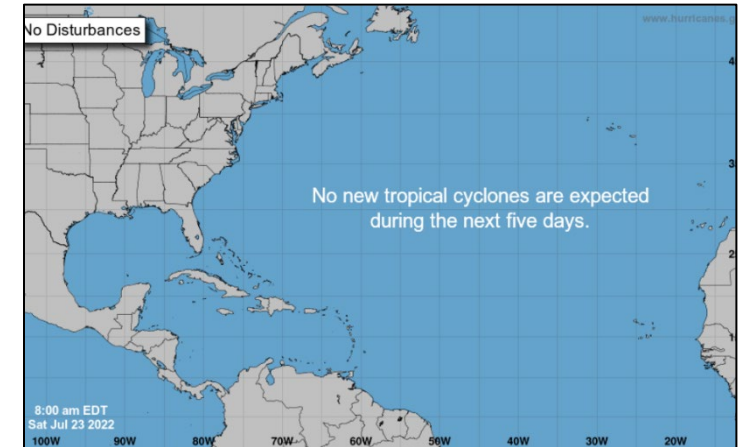 No Disturbances
www.hurricanes.g
No new tropical cyclones are expected
during the next five days.
8:00 am EDT
Sat Jul 23 2022
100W 90W 80W 70W 60W 50W 40W 30W 20W